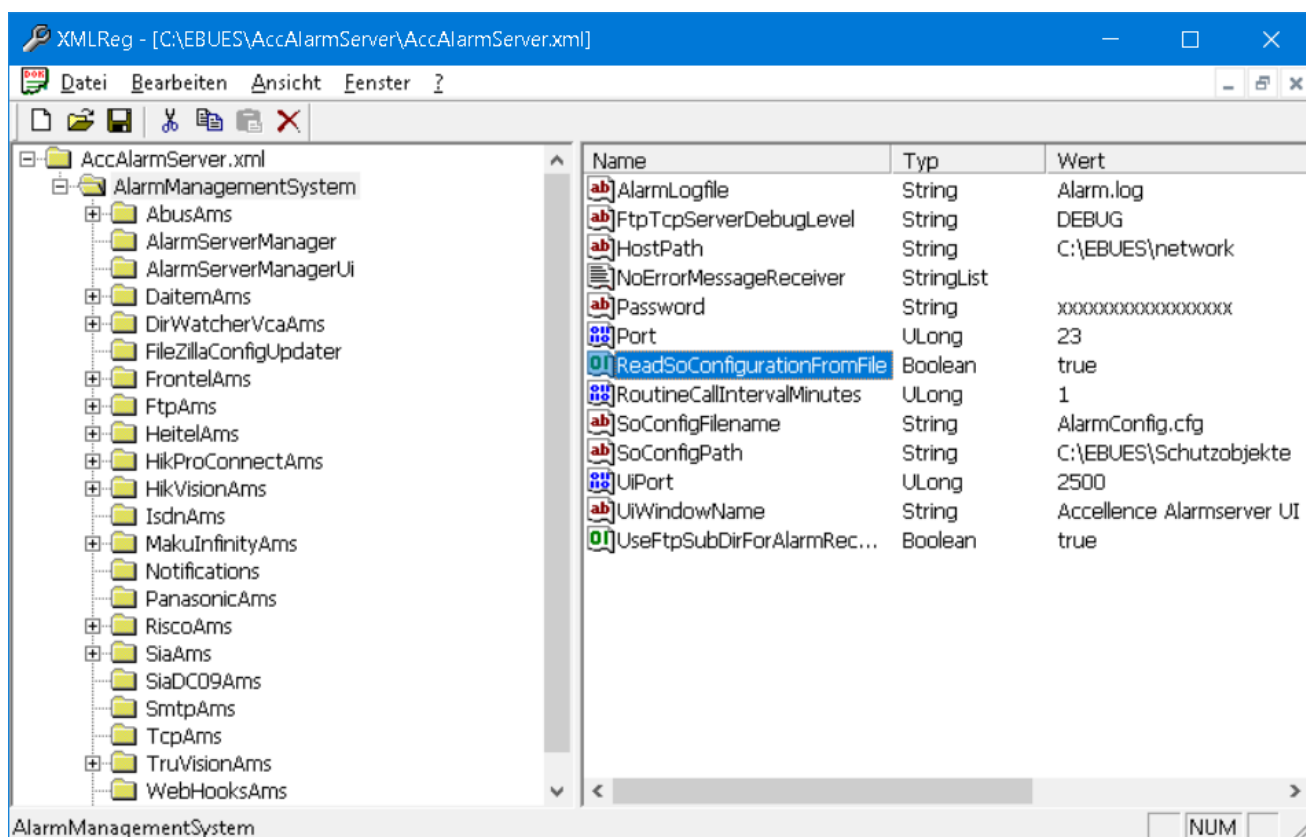 XMLReg - [C:\EBUES\AccAlarmServer\AccAlarmServer.xml]
Datei Bearbeiten Ansicht Fenster ?
AccAlarmServer.xml
AlarmManagementSystem
AbusAms
AlarmServerManager
AlarmServerManagerUi
DaitemAms
DirWatcherVcaAms
FileZillaConfigUpdater
FrontelAms
FtpAms
HeitelAms
HikProConnectAms
HikVisionAms
IsdnAms
MakuInfinityAms
Notifications
PanasonicAms
RiscoAms
SiaAms
SiaDC09Ams
SmtpAms
TcpAms
TruVisionAms
WebHooksAms
Name Typ Wert
AlarmLogfile String Alarm.log
FtpTcpServerDebugLevel String DEBUG
HostPath String C:\EBUES\network
NoErrorMessageReceiver StringList
Password String xxxxxxxxxxxxxxxxx
Port ULong 23
ReadSoConfigurationFromFile Boolean true
RoutineCallIntervalMinutes ULong 1
SoConfigFilename String AlarmConfig.cfg
SoConfigPath String C:\EBUES\Schutzobjekte
UiPort ULong 2500
UiWindowName String Accellence Alarmserver UI
UseFtpSubDirForAlarmRec... Boolean true
AlarmManagementSystem NUM